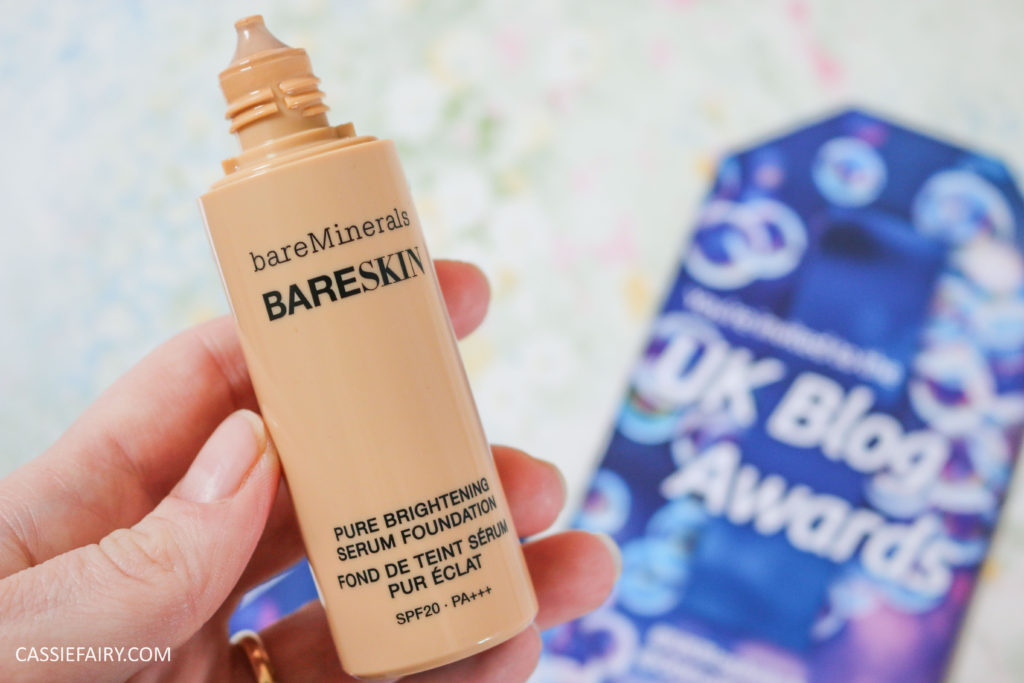 bareMinerals
BARESKIN
PURE BRIGHTENING
SERUM FOUNDATION
FOND DE TEINT SÉRUM
PUR ÉCLAT
SPF20 · PA+++
UK Blog
Awards
CASSIEFAIRY.COM